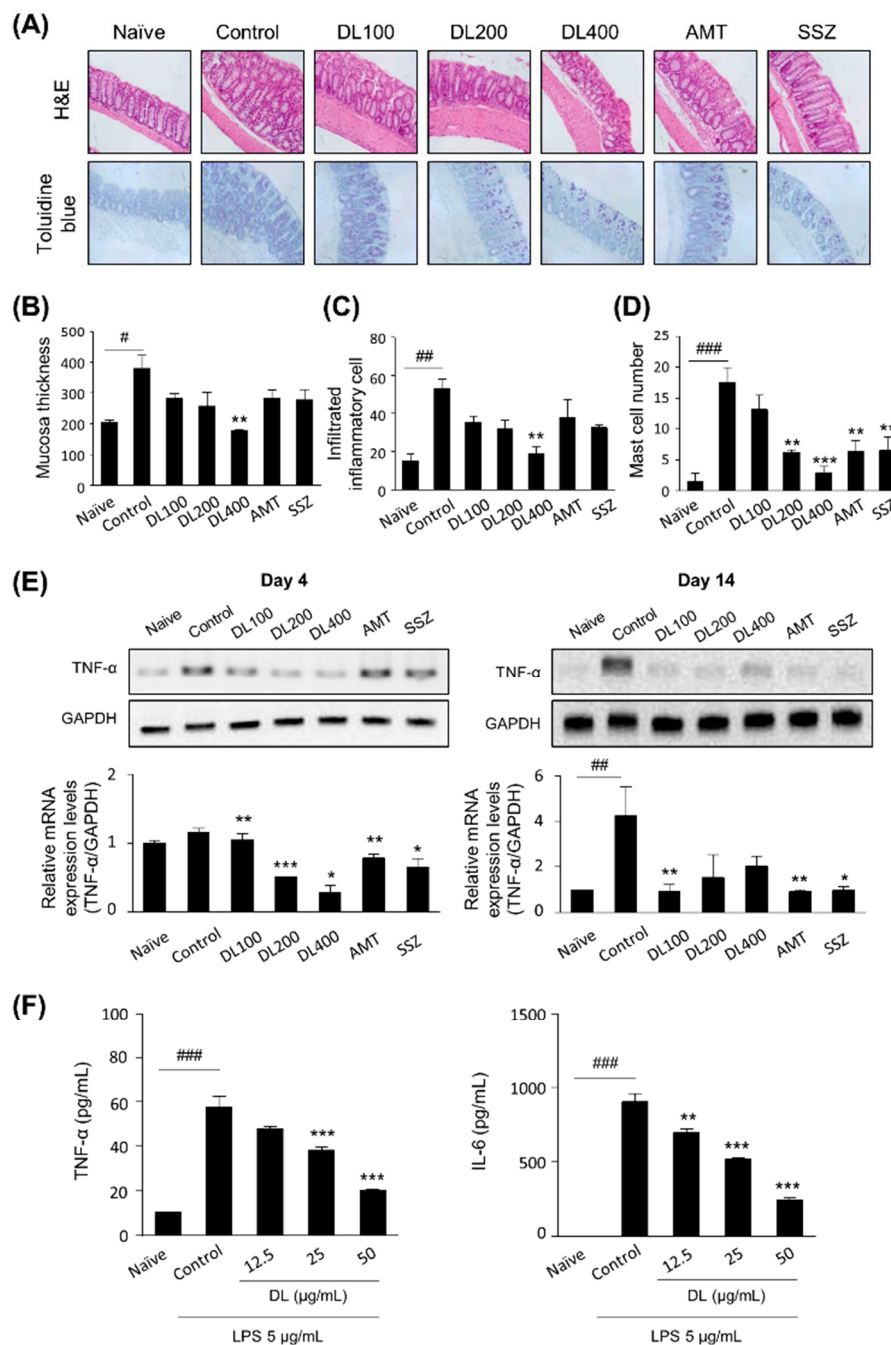 (A)
Naïve Control DL100 DL200 DL400 AMT SSZ
H&E
Toluidine
blue
(B)
Mucosa thickness
500
400
300
200
100
0
#
**
Naïve Control DL100 DL200 DL400 AMT SSZ
(C)
Infiltrated
inflammatory cell
80
60
40
20
0
##
**
Naïve Control DL100 DL200 DL400 AMT SSZ
(D)
Mast cell number
25
20
15
10
5
0
###
** *** ** **
Naïve Control DL100 DL200 DL400 AMT SSZ
(E)
Day 4
Naive Control DL100 DL200 DL400 AMT SSZ
TNF-α
GAPDH
Relative mRNA
expression levels
(TNF-α/GAPDH)
2
1
0
** *** * ** *
Naïve Control DL100 DL200 DL400 AMT SSZ
Day 14
Naive Control DL100 DL200 DL400 AMT SSZ
TNF-α
GAPDH
Relative mRNA
expression levels
(TNF-α/GAPDH)
6
4
2
0
##
** ** *
Naïve Control DL100 DL200 DL400 AMT SSZ
(F)
TNF-α (pg/mL)
100
80
60
40
20
0
###
*** ***
Naïve Control 12.5 25 50
DL (µg/mL)
LPS 5 µg/mL
IL-6
(pg/mL)
1500
1000
500
0
###
** *** ***
Naïve Control 12.5 25 50
DL (µg/mL)
LPS 5 µg/mL